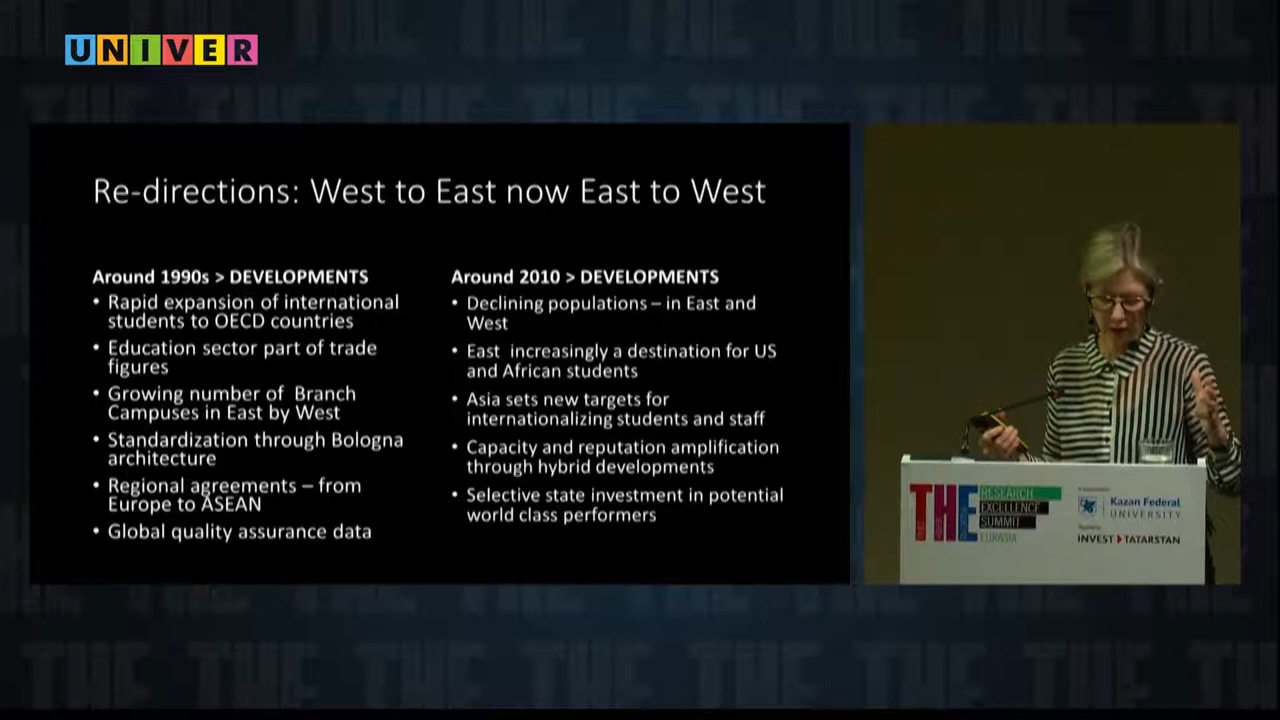 UNIVER
Re-directions: West to East now East to West
Around 1990s > DEVELOPMENTS
• Rapid expansion of international
students to OECD countries
• Education sector part of trade
figures
• Growing number of Branch
Campuses in East by West
• Standardization through Bologna
architecture
• Regional agreements – from
Europe to ASEAN
• Global quality assurance data
Around 2010 > DEVELOPMENTS
• Declining populations – in East and
West
• East increasingly a destination for US
and African students
• Asia sets new targets for
internationalizing students and staff
• Capacity and reputation amplification
through hybrid developments
• Selective state investment in potential
world class performers
THE
RESEARCH
EXCELLENCE
SUMMIT
EURASIA
Kazan Federal
UNIVERSITY
INVEST TATARSTAN